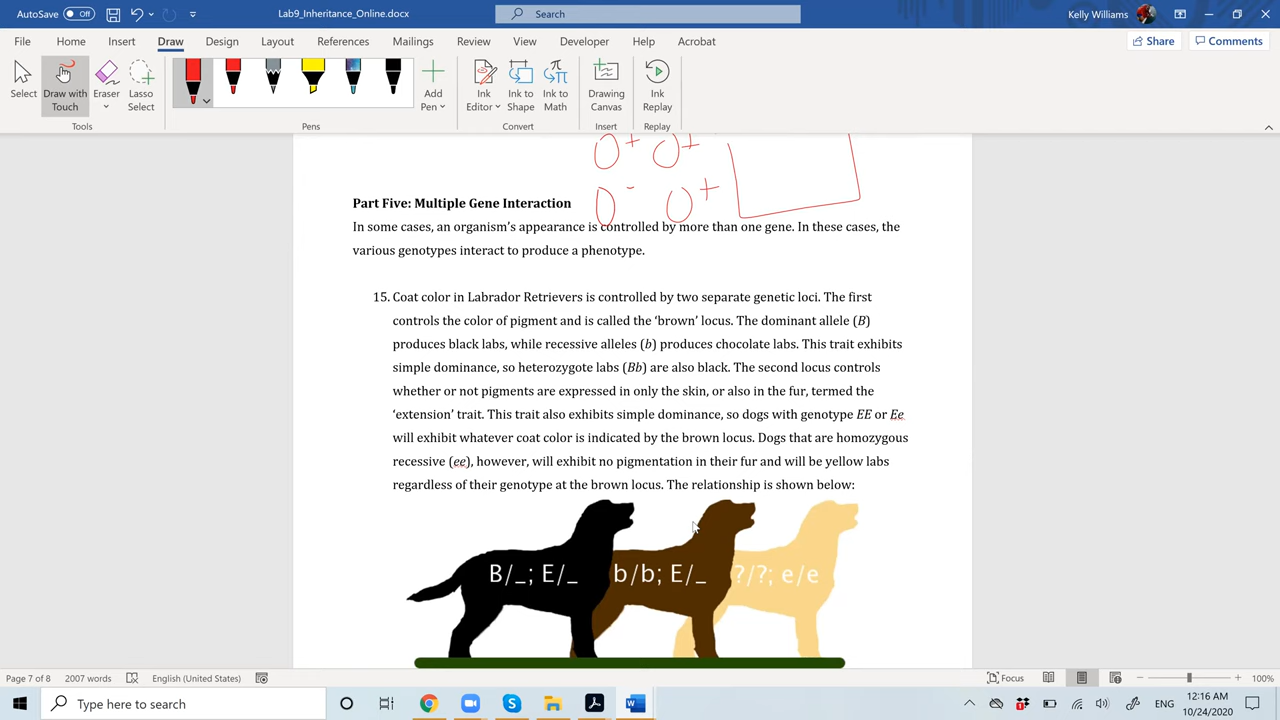 AutoSave Off
Lab9_Inheritance_Online.docx
Search
Kelly Williams
File Home Insert Draw Design Layout References Mailings Review View Developer Help Acrobat
Share Comments
Select
Draw with Touch
Eraser
Lasso Select
Add Pen
Ink Editor
Ink to Shape
Ink to Math
Drawing Canvas
Ink Replay
Tools Pens Convert Insert Replay
O+ O+
O- O+
Part Five: Multiple Gene Interaction
In some cases, an organism’s appearance is controlled by more than one gene. In these cases, the
various genotypes interact to produce a phenotype.
15. Coat color in Labrador Retrievers is controlled by two separate genetic loci. The first
controls the color of pigment and is called the ‘brown’ locus. The dominant allele (B)
produces black labs, while recessive alleles (b) produces chocolate labs. This trait exhibits
simple dominance, so heterozygote labs (Bb) are also black. The second locus controls
whether or not pigments are expressed in only the skin, or also in the fur, termed the
‘extension’ trait. This trait also exhibits simple dominance, so dogs with genotype EE or Ee
will exhibit whatever coat color is indicated by the brown locus. Dogs that are homozygous
recessive (ee), however, will exhibit no pigmentation in their fur and will be yellow labs
regardless of their genotype at the brown locus. The relationship is shown below:
B/_; E/_ b/b; E/_ ?/?; e/e
Page 7 of 8 2007 words English (United States) Focus 100%
Type here to search
ENG
12:16 AM
10/24/2020